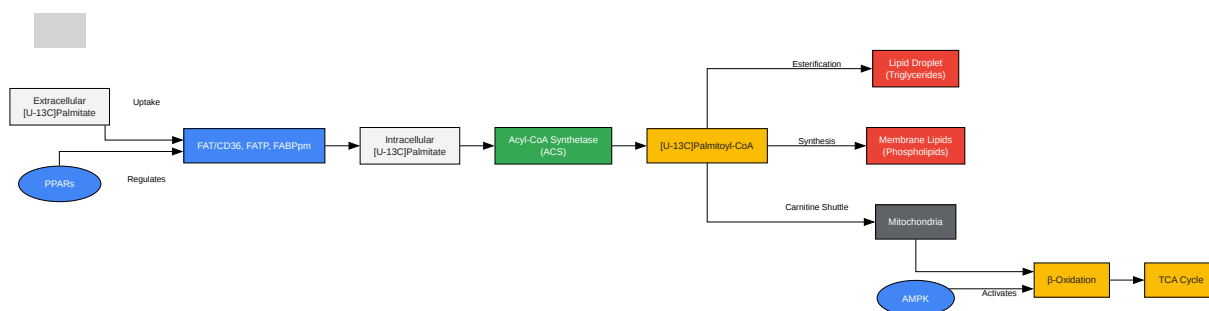 Extracellular
[U-13C]Palmitate
Uptake
PPARs
Regulates
FAT/CD36, FATP, FABPpm
Intracellular
[U-13C]Palmitate
Acyl-CoA Synthetase
(ACS)
[U-13C]Palmitoyl-CoA
Esterification
Lipid Droplet
(Triglycerides)
Synthesis
Membrane Lipids
(Phospholipids)
Carnitine Shuttle
Mitochondria
AMPK
Activates
β-Oxidation
TCA Cycle